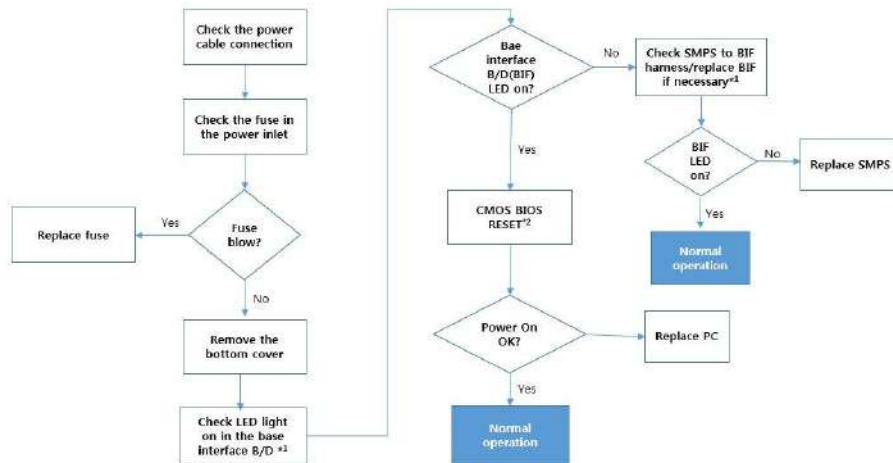 Check the power
cable connection
Check the fuse in
the power inlet
Fuse
blow?
Yes
Replace fuse
No
Remove the
bottom cover
Check LED light
on in the base
interface B/D *1
Bae
interface
B/D(BIF)
LED on?
No
Check SMPS to BIF
harness/replace BIF
if necessary*1
BIF
LED
on?
No
Replace SMPS
Yes
Normal
operation
Yes
CMOS BIOS
RESET*2
Power On
OK?
Replace PC
Yes
Normal
operation